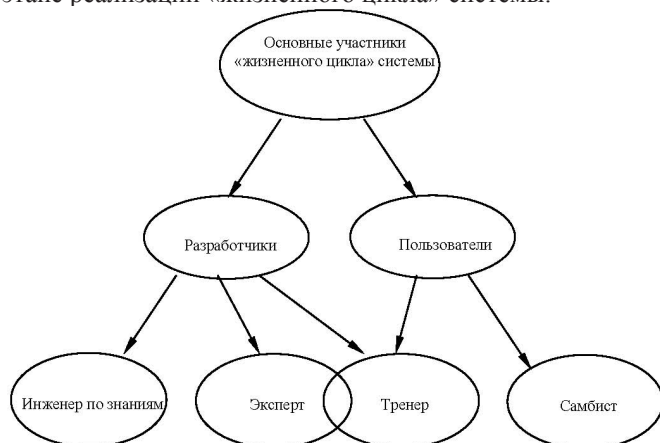 этапе реализации «жизненного цикла» системы.
Основные участники
«жизненного цикла» системы
Разработчики
Пользователи
Инженер по знаниям
Эксперт
Тренер
Самбист